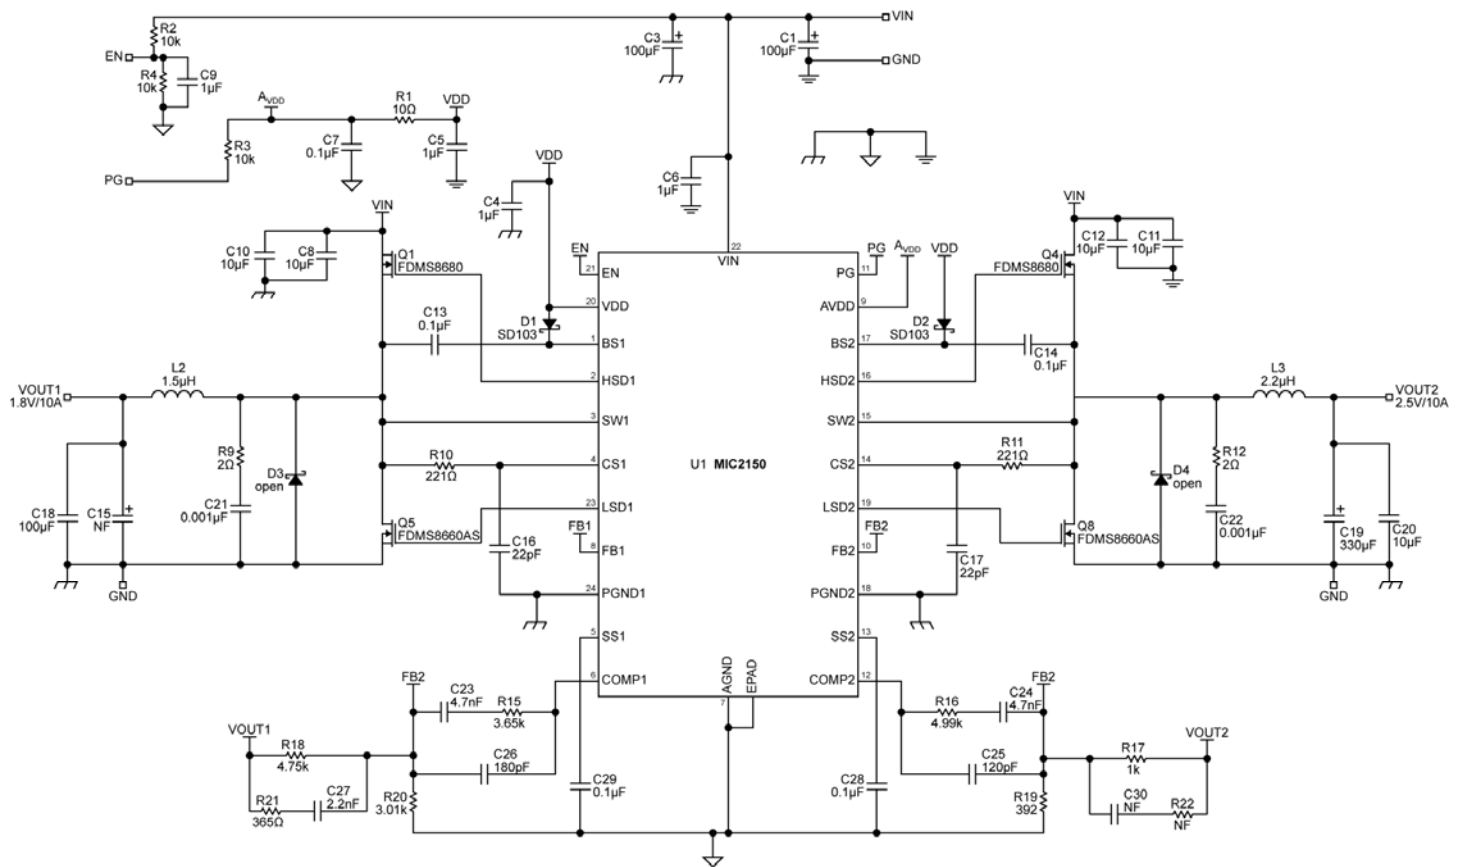 R2
10k
EN
R4
10k
C9
1µF
C3
100µF
C1
100µF
VIN
GND
AVDD
R1
10Ω
VDD
C7
0.1µF
C5
1µF
R3
10k
PG
VDD
C4
1µF
C6
1µF
VIN
C10
10µF
C8
10µF
Q1
FDMS8680
EN
21
EN
22
VIN
PG
AVDD
VDD
11
PG
VIN
C12
10µF
C11
10µF
Q4
FDMS8680
20
VDD
9
AVDD
C13
0.1µF
D1
SD103
1
BS1
17
BS2
D2
SD103
C14
0.1µF
2
HSD1
16
HSD2
VOUT1
1.8V/10A
L2
1.5µH
L3
2.2µH
VOUT2
2.5V/10A
3
SW1
15
SW2
R9
2Ω
D3
open
R10
221Ω
4
CS1
U1 MIC2150
14
CS2
R11
221Ω
D4
open
R12
2Ω
C18
100µF
C15
NF
C21
0.001µF
Q5
FDMS8660AS
23
LSD1
19
LSD2
Q8
FDMS8660AS
C22
0.001µF
C19
330µF
C20
10µF
C16
22pF
FB1
8
FB1
FB2
10
FB2
C17
22pF
GND
24
PGND1
18
PGND2
GND
5
SS1
13
SS2
6
COMP1
7
AGND
EPAD
12
COMP2
FB2
C23
4.7nF
R15
3.65k
R16
4.99k
C24
4.7nF
FB2
VOUT1
R18
4.75k
C26
180pF
C25
120pF
R17
1k
VOUT2
R21
365Ω
C27
2.2nF
R20
3.01k
C29
0.1µF
C28
0.1µF
R19
392
C30
NF
R22
NF